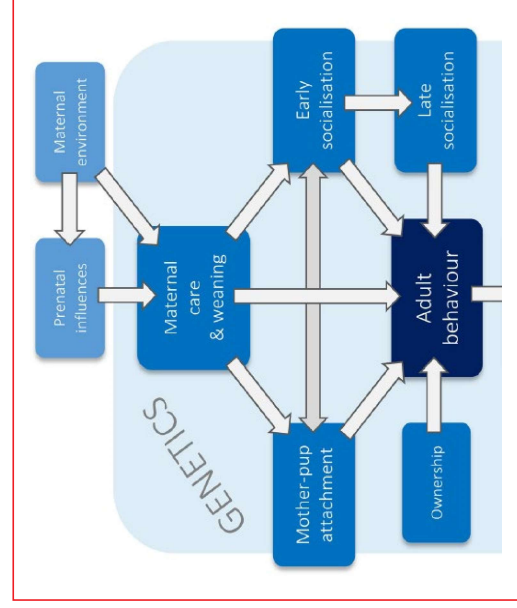 Maternal
environment
Prenatal
influences
GENETICS
Maternal
care
& weaning
Early
socialisation
Late
socialisation
Mother-pup
attachment
Adult
behaviour
Ownership